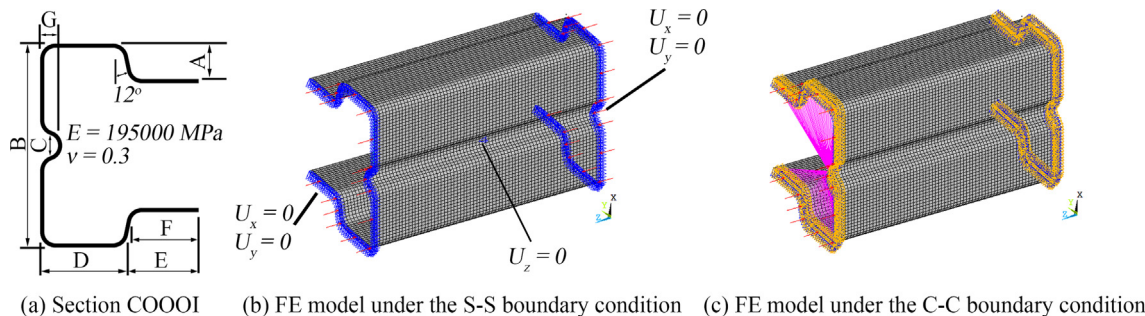 G
A
12º
B
C
E = 195000 MPa
ν = 0.3
F
D
E
(a) Section COOOI
U_x = 0
U_y = 0
U_x = 0
U_y = 0
U_z = 0
X
Y
Z
(b) FE model under the S-S boundary condition
X
Y
Z
(c) FE model under the C-C boundary condition